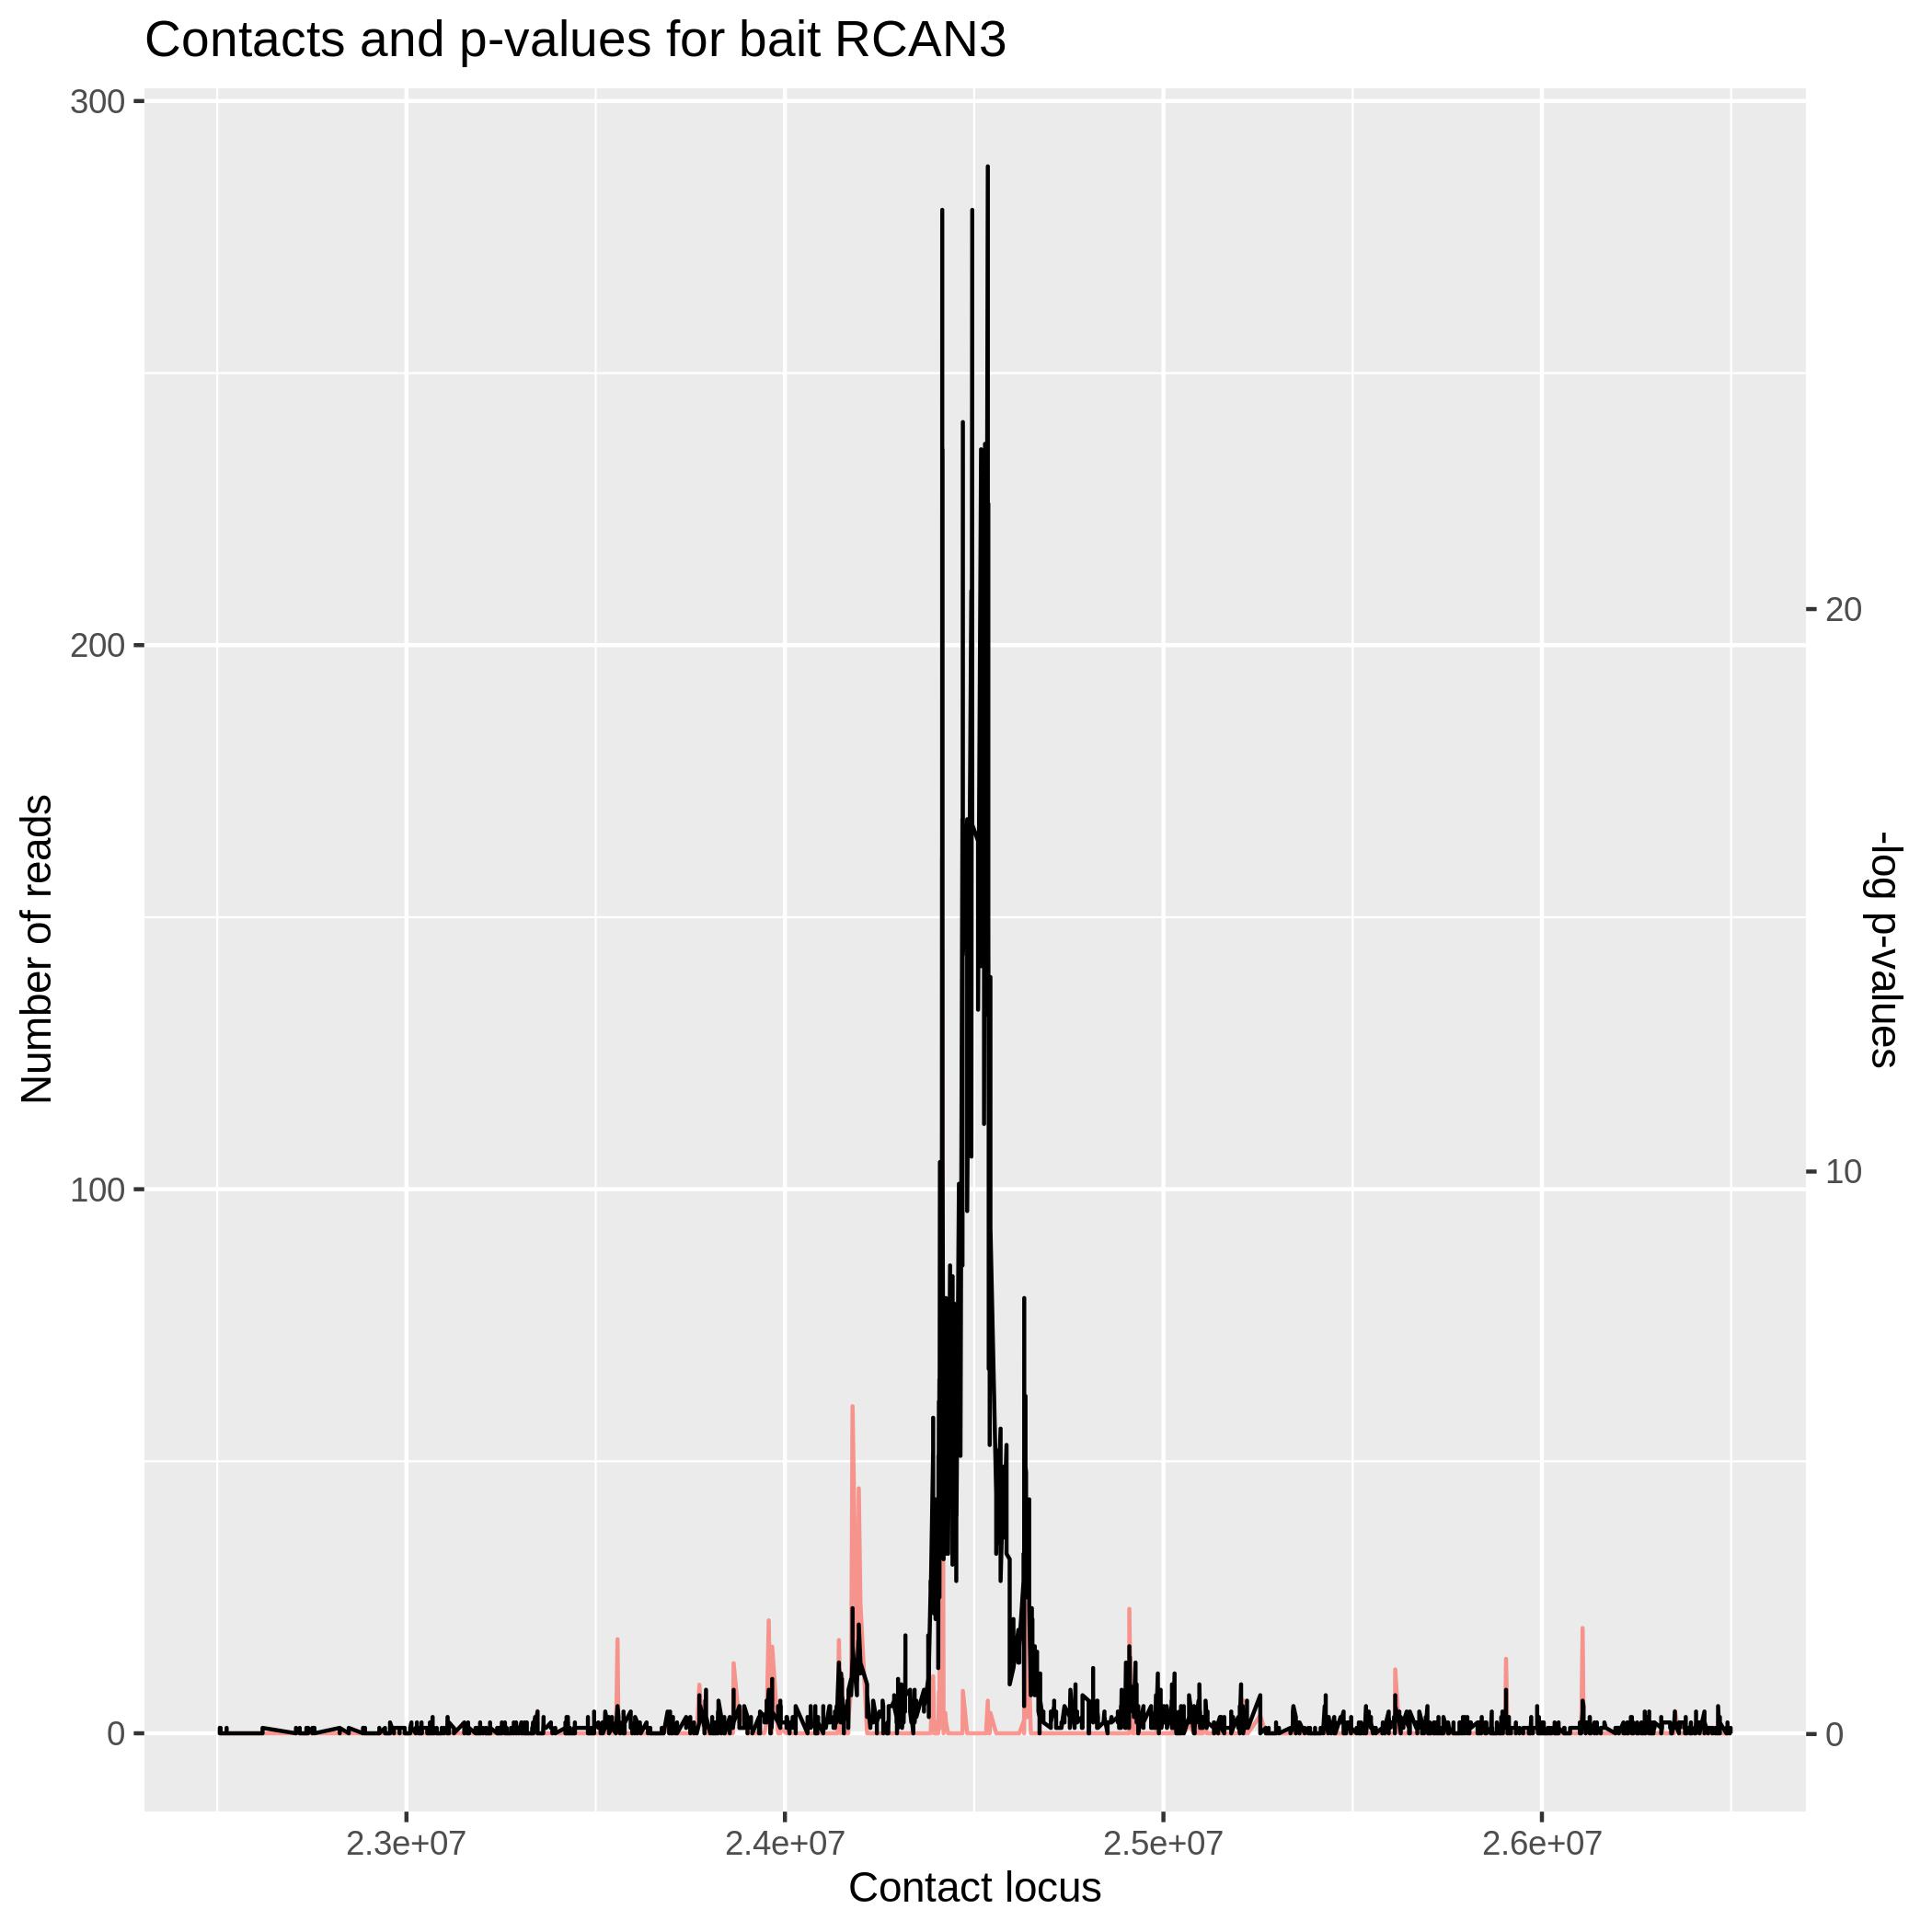 Contacts and p-values for bait RCAN3
300
200
100
0
Number of reads
20
10
0
-log p-values
2.3e+07
2.4e+07
2.5e+07
2.6e+07
Contact locus